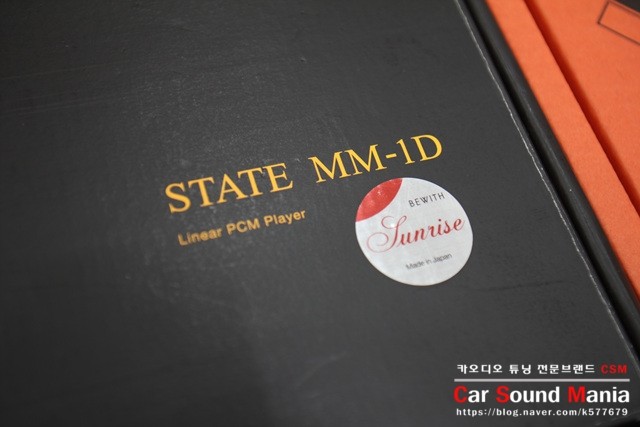 STATE MM-1D
Linear PCM Player
BEWITH
Sunrise
Made in Japan
카오디오 튜닝 전문브랜드 CSM
Car Sound Mania
https://blog.naver.com/k577679